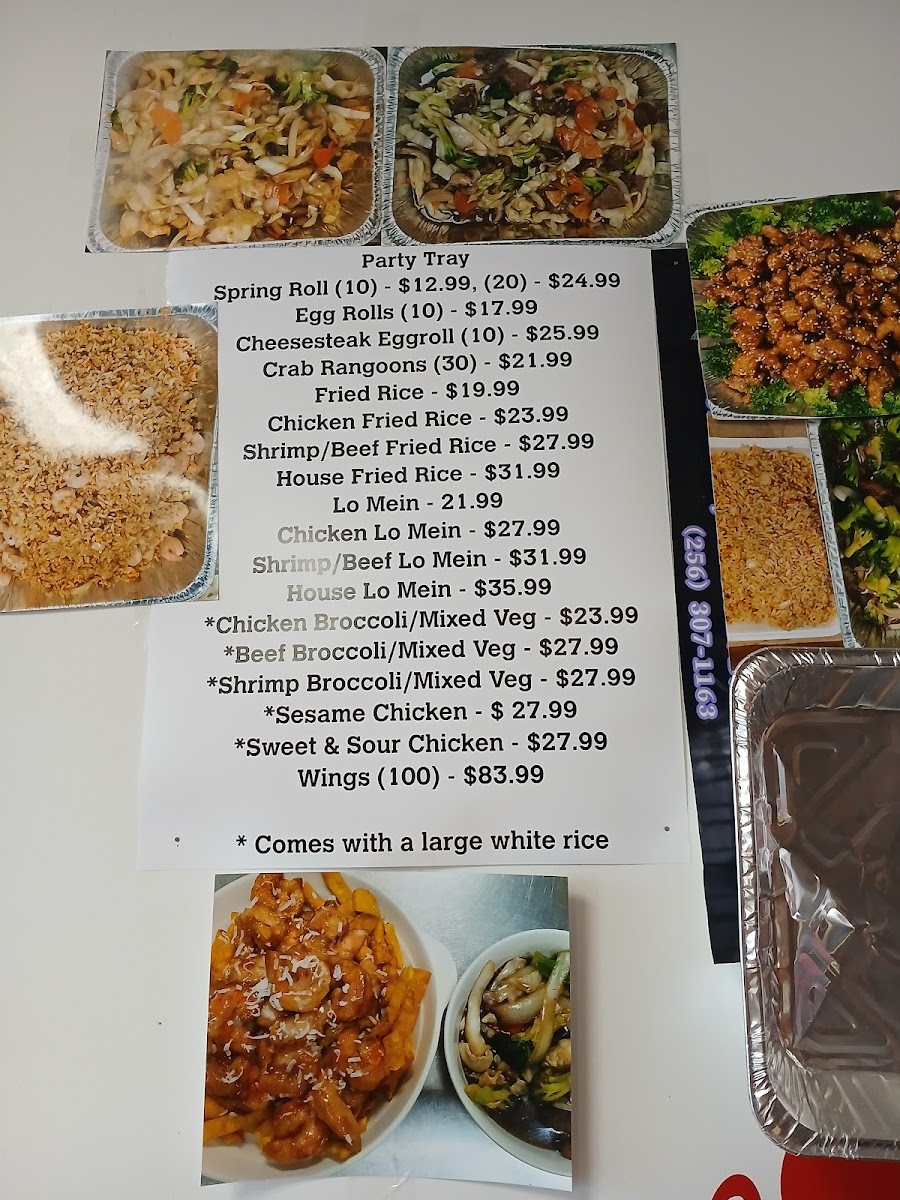 Party Tray
Spring Roll (10) - $12.99, (20) - $24.99
Egg Rolls (10) - $17.99
Cheesesteak Eggroll (10) - $25.99
Crab Rangoons (30) - $21.99
Fried Rice - $19.99
Chicken Fried Rice - $23.99
Shrimp/Beef Fried Rice - $27.99
House Fried Rice - $31.99
Lo Mein - 21.99
Chicken Lo Mein - $27.99
Shrimp/Beef Lo Mein - $31.99
House Lo Mein - $35.99
*Chicken Broccoli/Mixed Veg - $23.99
*Beef Broccoli/Mixed Veg - $27.99
*Shrimp Broccoli/Mixed Veg - $27.99
*Sesame Chicken - $ 27.99
*Sweet & Sour Chicken - $27.99
Wings (100) - $83.99
* Comes with a large white rice
(256) 307-1163